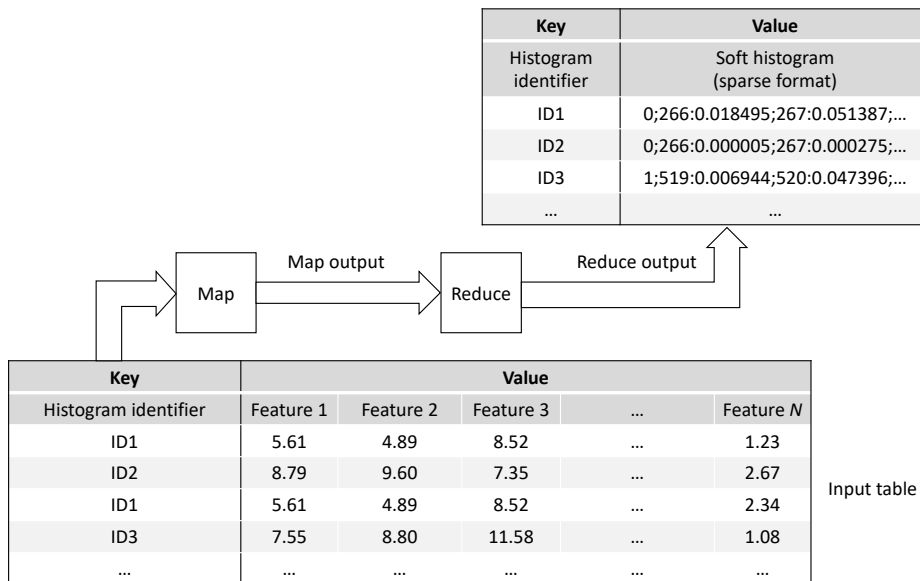 Key Value
Histogram identifier Soft histogram (sparse format)
ID1 0;266:0.018495;267:0.051387;...
ID2 0;266:0.000005;267:0.000275;...
ID3 1;519:0.006944;520:0.047396;...
... ...
Map output Reduce output
Map Reduce
Key Value
Histogram identifier Feature 1 Feature 2 Feature 3 ... Feature N
ID1 5.61 4.89 8.52 ... 1.23
ID2 8.79 9.60 7.35 ... 2.67
ID1 5.61 4.89 8.52 ... 2.34
ID3 7.55 8.80 11.58 ... 1.08
... ... ... ... ... ...
Input table